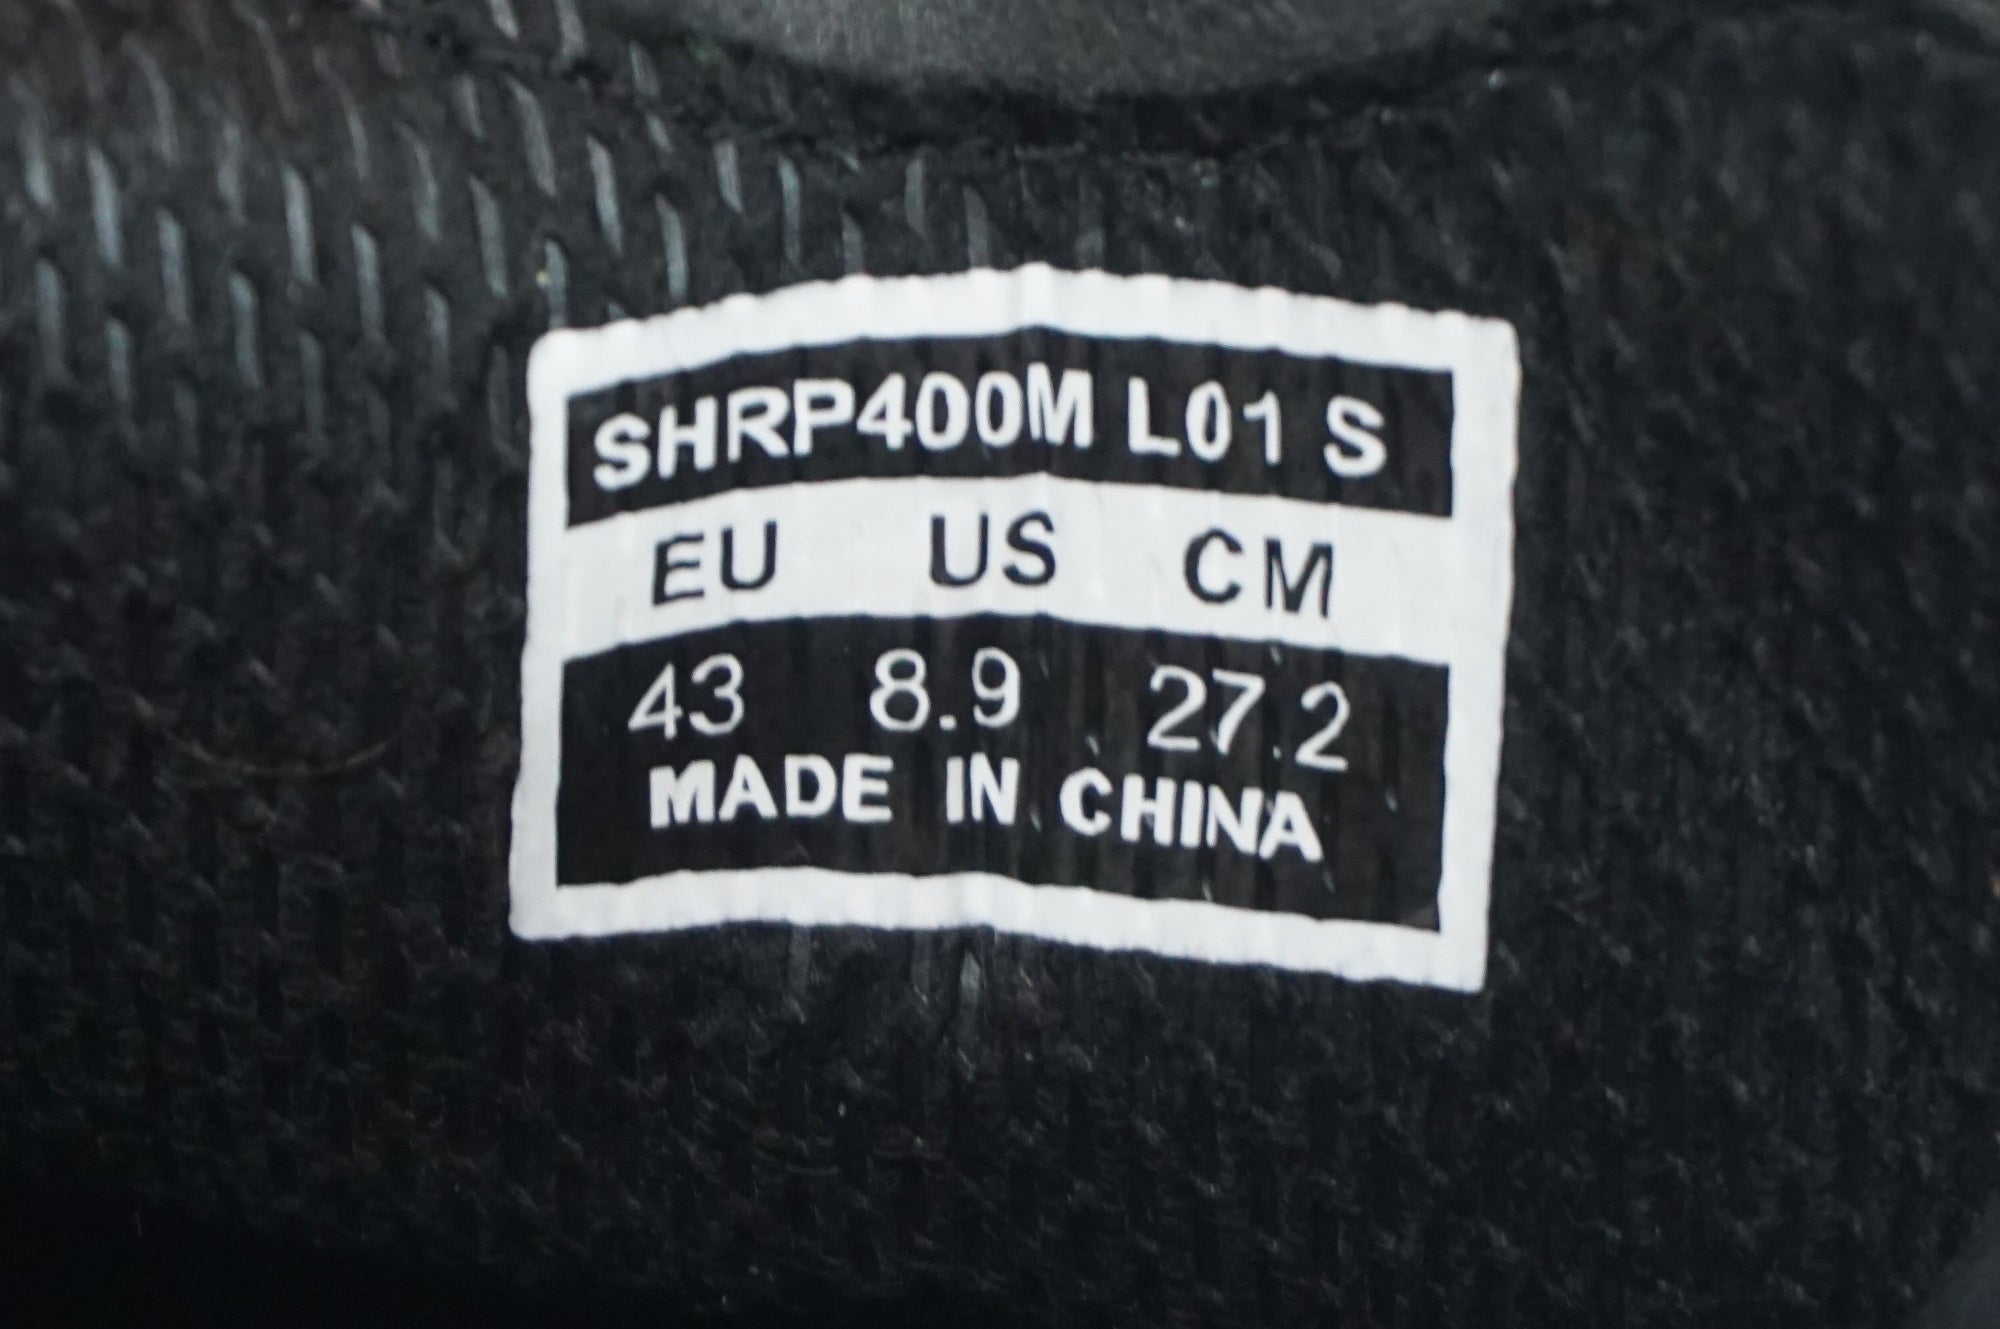 SHRP400M L01 S
EU US CM
43 8.9 27.2
MADE IN CHINA